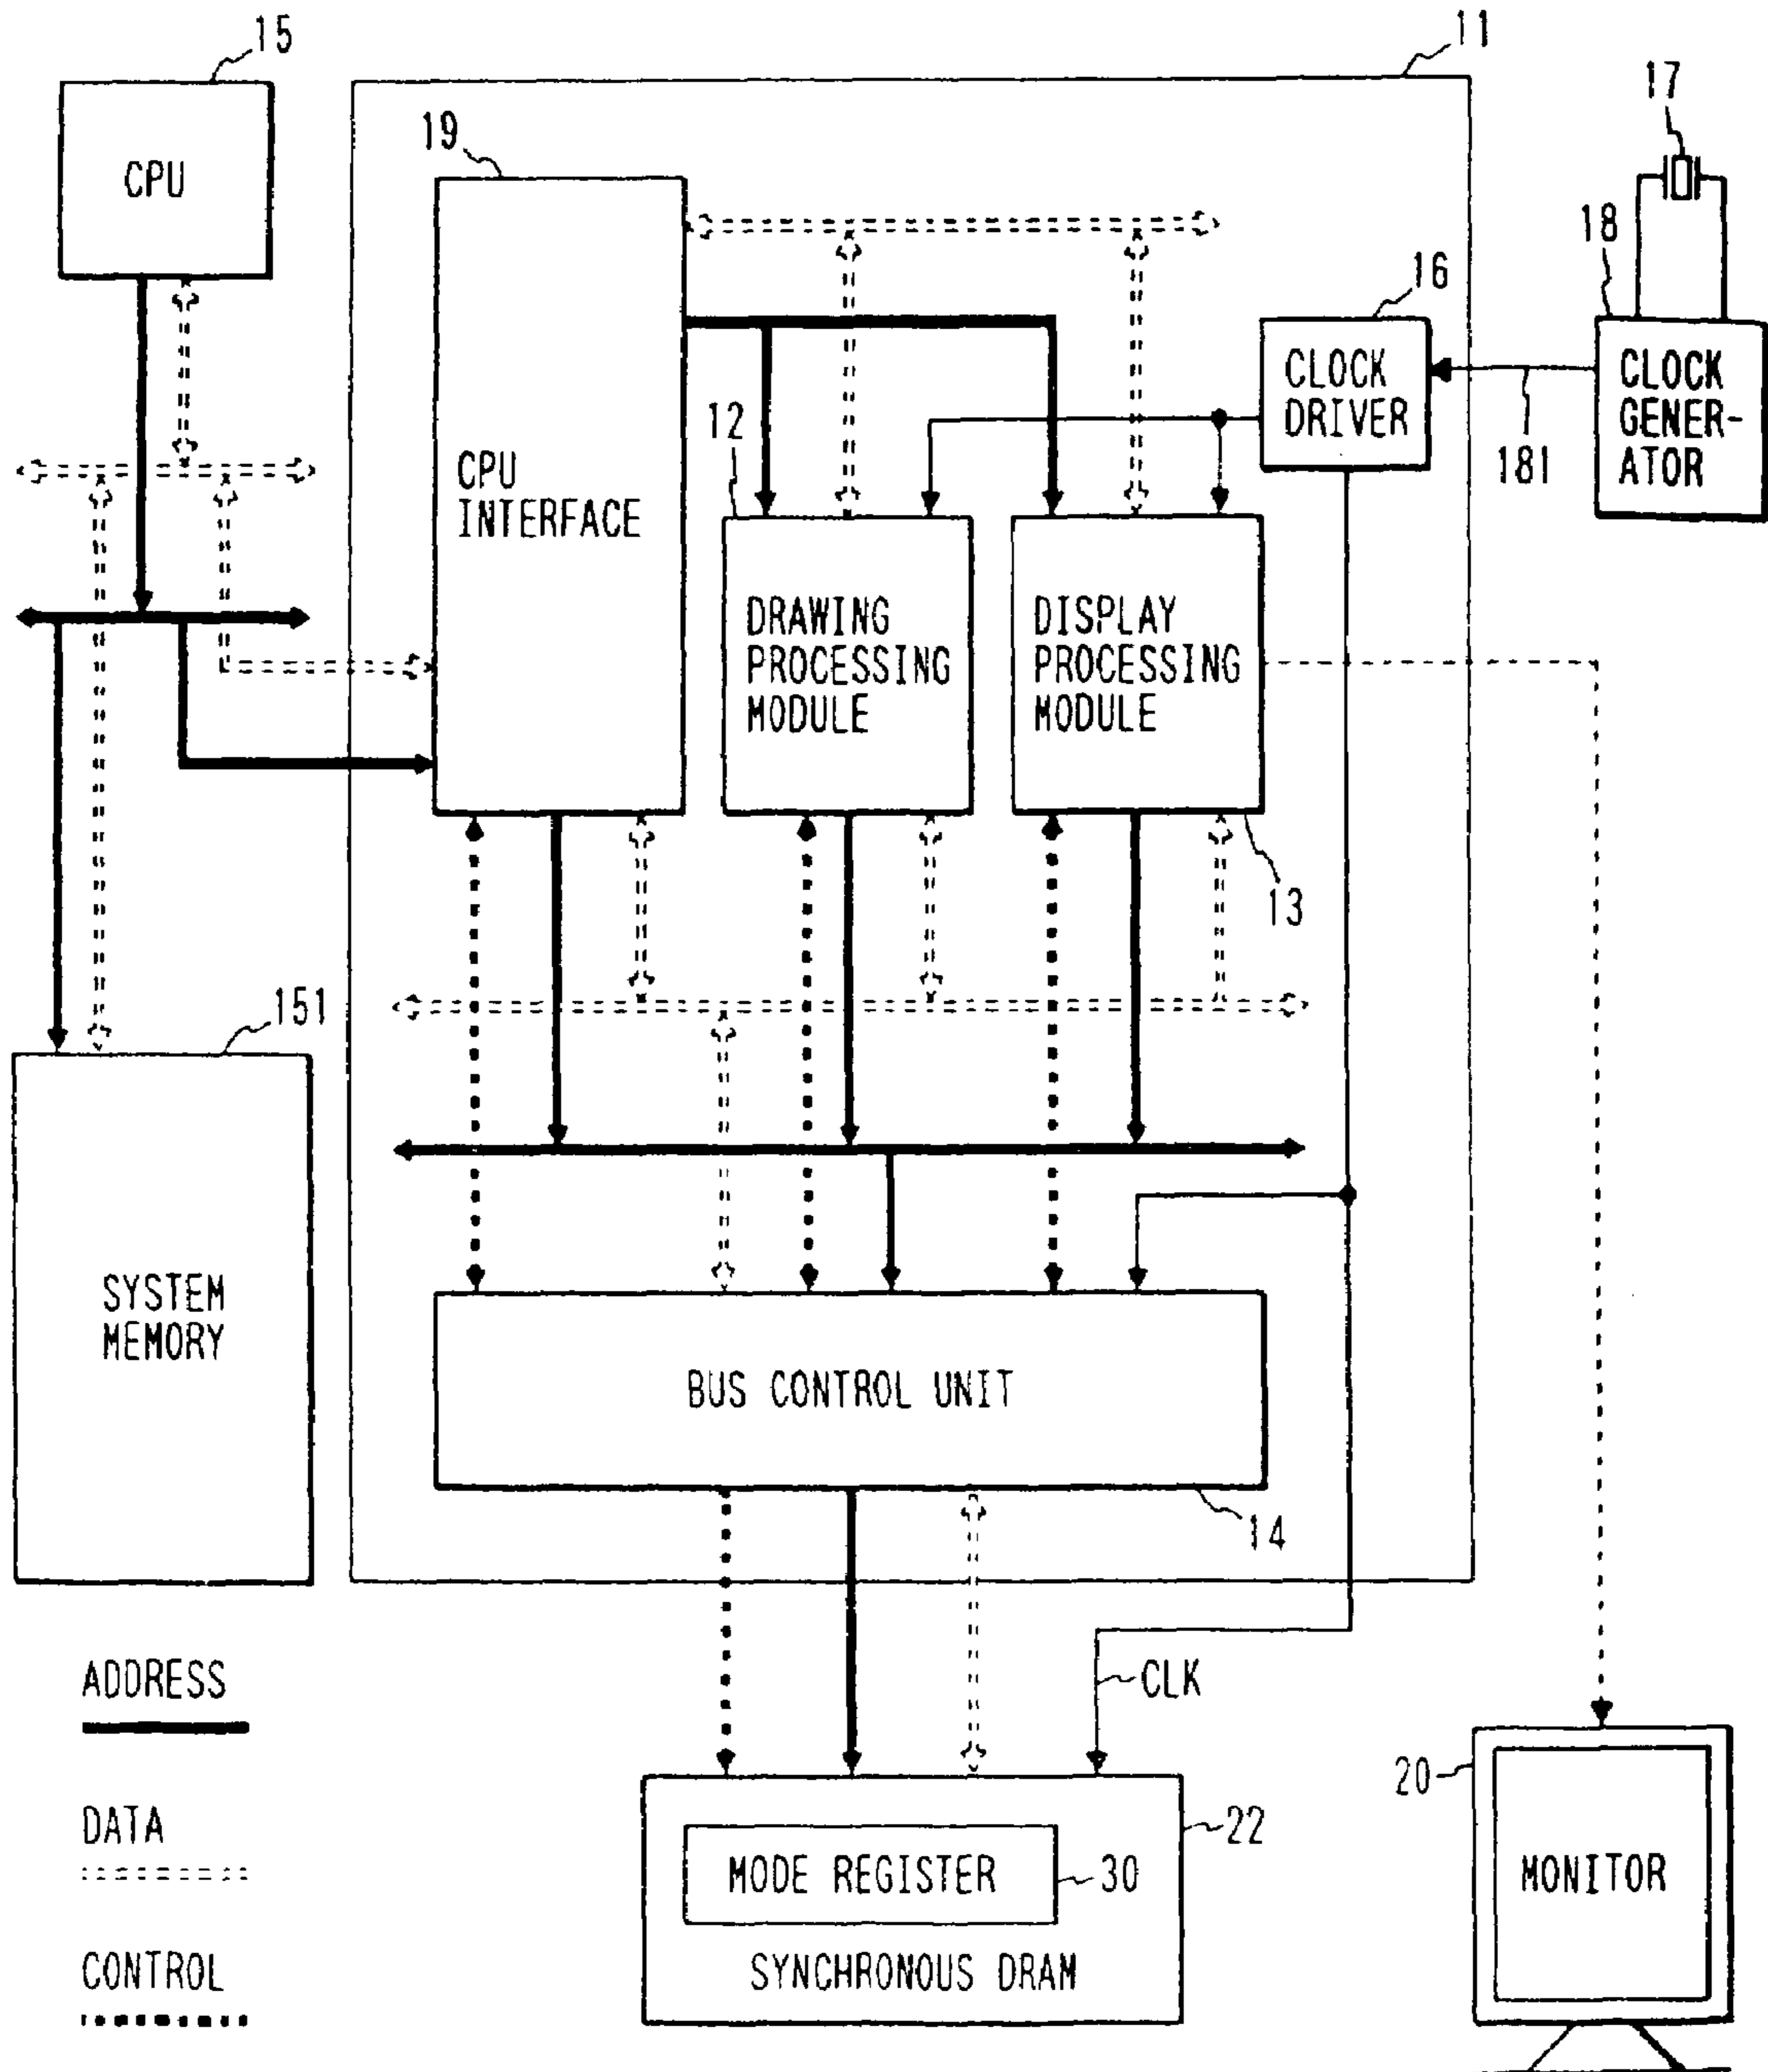 15
11
17
CPU
19
18
16
CLOCK
DRIVER
CLOCK
GENER-
ATOR
181
12
CPU
INTERFACE
DRAWING
PROCESSING
MODULE
DISPLAY
PROCESSING
MODULE
13
151
SYSTEM
MEMORY
BUS CONTROL UNIT
14
ADDRESS
CLK
DATA
20
22
MODE REGISTER
30
MONITOR
CONTROL
SYNCHRONOUS DRAM